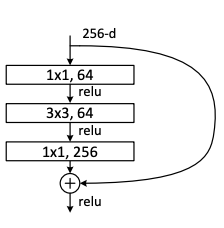 256-d
1x1, 64
relu
3x3, 64
relu
1x1, 256
+
relu